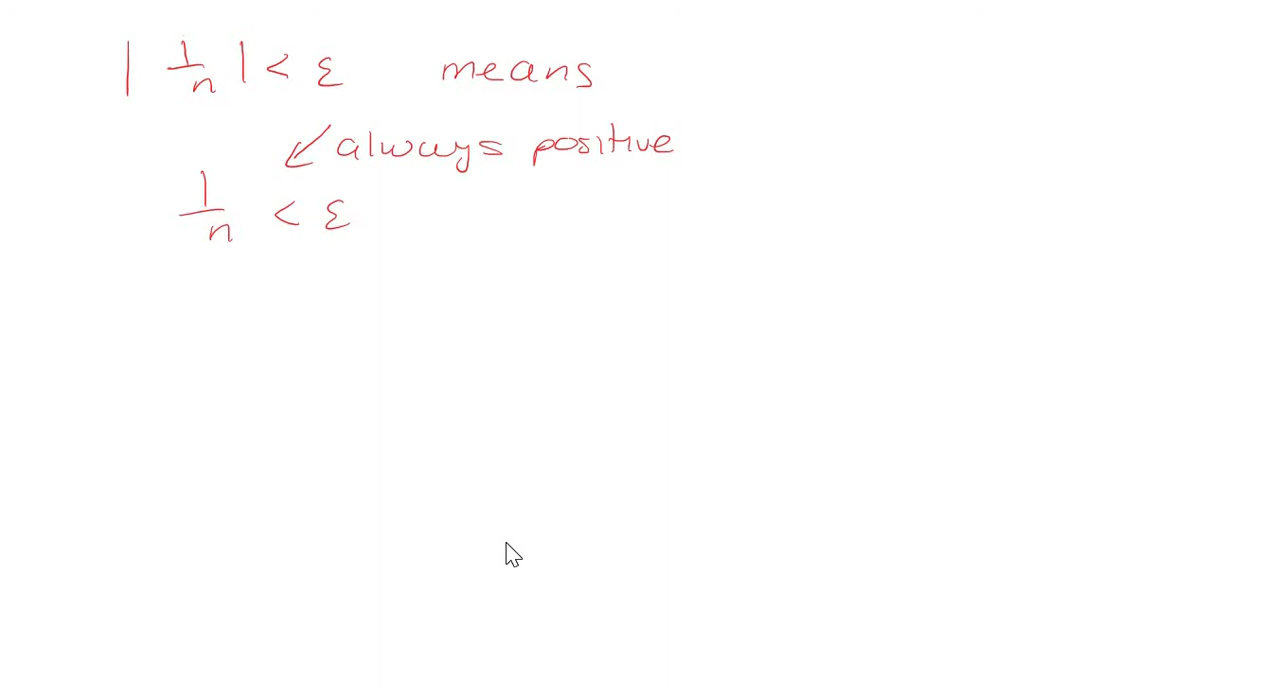 | 1/n | < ε means
↙ always positive
1/n < ε